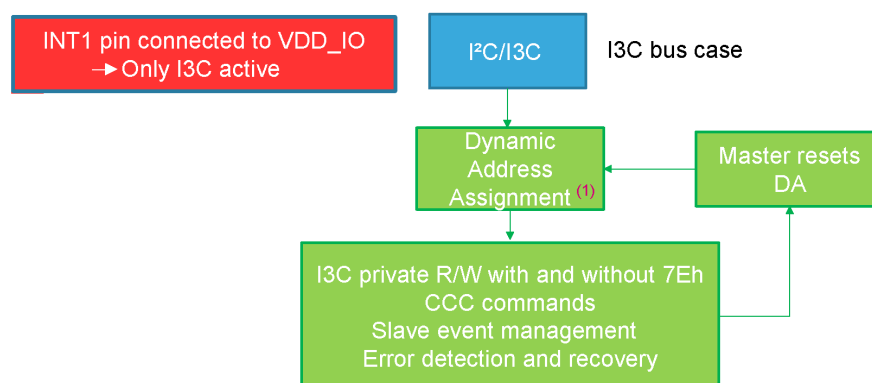 INT1 pin connected to VDD_IO
→Only I3C active
I²C/I3C
I3C bus case
Dynamic
Address
Assignment (1)
Master resets
DA
I3C private R/W with and without 7Eh
CCC commands
Slave event management
Error detection and recovery